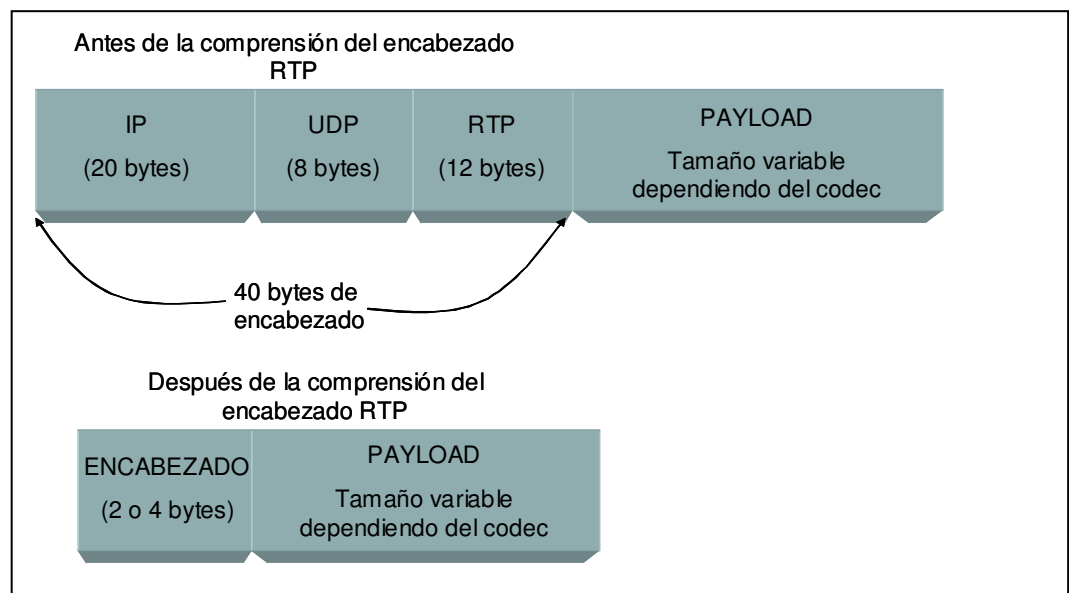 Antes de la comprensión del encabezado
RTP
IP
(20 bytes)
UDP
(8 bytes)
RTP
(12 bytes)
PAYLOAD
Tamaño variable
dependiendo del codec
40 bytes de
encabezado
Después de la comprensión del
encabezado RTP
ENCABEZADO
(2 o 4 bytes)
PAYLOAD
Tamaño variable
dependiendo del codec